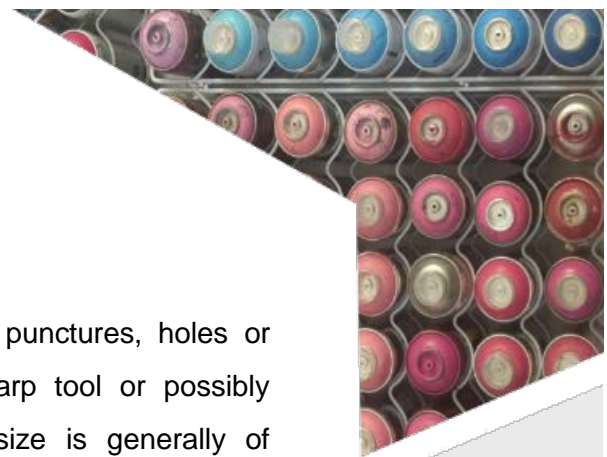 punctures, holes or
arp tool or possibly
size is generally of